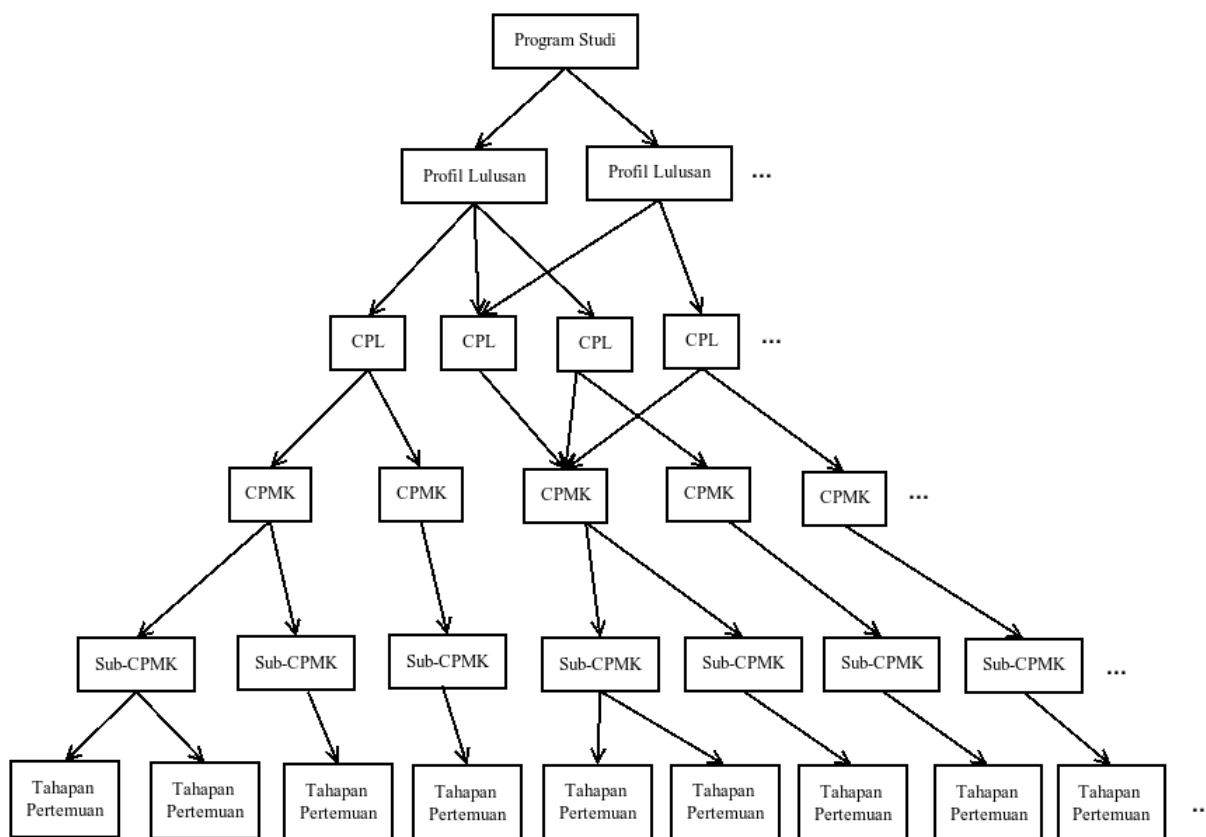 Program Studi
Profil Lulusan
Profil Lulusan
...
CPL
CPL
CPL
CPL
...
CPMK
CPMK
CPMK
CPMK
CPMK
...
Sub-CPMK
Sub-CPMK
Sub-CPMK
Sub-CPMK
Sub-CPMK
Sub-CPMK
Sub-CPMK
...
Tahapan
Pertemuan
Tahapan
Pertemuan
Tahapan
Pertemuan
Tahapan
Pertemuan
Tahapan
Pertemuan
Tahapan
Pertemuan
Tahapan
Pertemuan
Tahapan
Pertemuan
Tahapan
Pertemuan
...